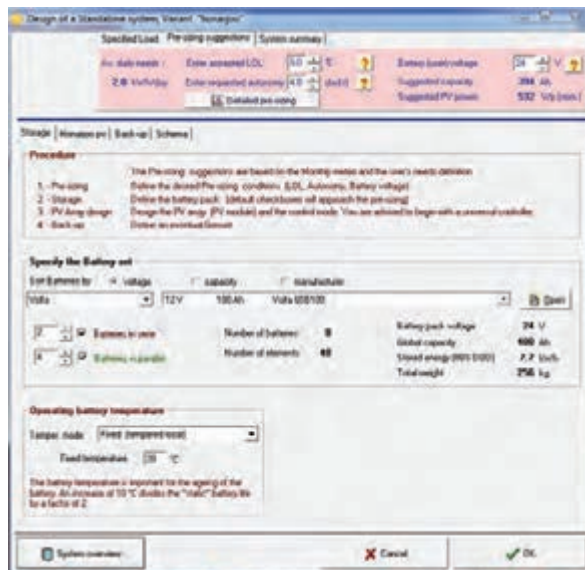 Design of a Standalone system, Variant
Specified Load Pre-sizing suggestions System summary
Av. daily needs : Enter accepted LOL 5.0 % ? Battery (user) voltage 24 V ?
2.0 kWh/day Enter requested autonomy 4.0 day(s) ? Suggested capacity Ah
Detailed pre-sizing Suggested PV power 532 Wp (nom.)
Storage Back-up Schema
Procedure
The Pre-sizing suggestions are based on the Monthly meteo and the user's needs definition
1 - Pre-sizing Define the desired Pre-sizing conditions (LOL, Autonomy, Battery voltage)
2 - Storage Define the battery pack (default checkboxes will approach the pre-sizing)
3 - PV Array design Design the PV array (PV module) and the control mode. You are advised to begin with a universal controller.
4 - Back-up Define an eventual Genset
Specify the Battery set
Sort Batteries by voltage capacity manufacturer
Volta 12 V 100 Ah Volta Open
2 Batteries in serie Number of batteries 8 Battery pack voltage 24 V
4 Batteries in parallel Number of elements 48 Global capacity 400 Ah
Stored energy (80% DOD) 7.7 kWh
Total weight 256 kg
Operating battery temperature
Temper. mode Fixed (tempered local)
Fixed temperature 20 °C
The battery temperature is important for the ageing of the
battery. An increase of 10 °C divides the "static" battery life
by a factor of 2.
System overview Cancel OK